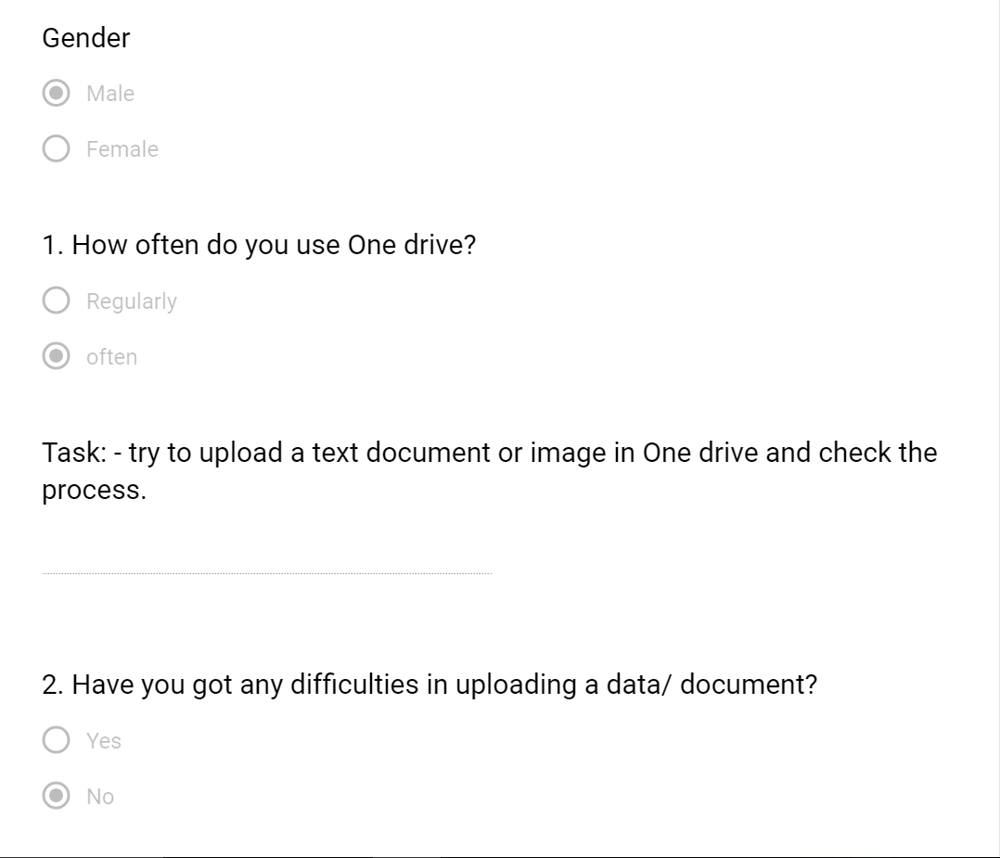 Gender
Male
Female
1. How often do you use One drive?
Regularly
often
Task: - try to upload a text document or image in One drive and check the
process.
2. Have you got any difficulties in uploading a data/ document?
Yes
No